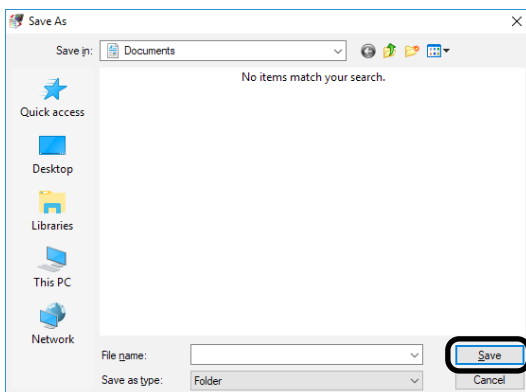 Save As
Save in: Documents
No items match your search.
Quick access
Desktop
Libraries
This PC
Network
File name: Save
Save as type: Folder Cancel